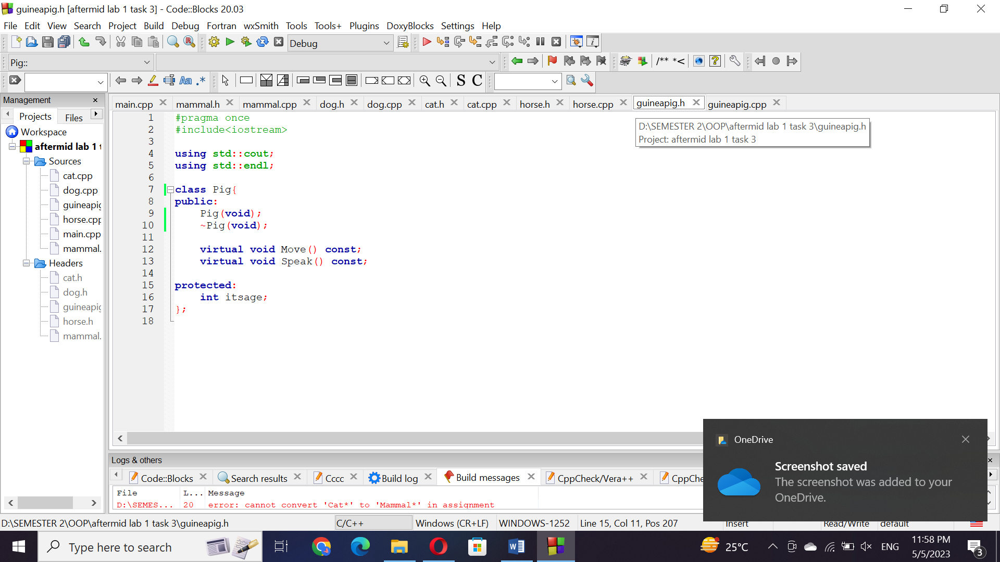 guineapig.h [aftermid lab 1 task 3] - Code::Blocks 20.03
File Edit View Search Project Build Debug Fortran wxSmith Tools Tools+ Plugins DoxyBlocks Settings Help
Debug
Pig::
/** *<
Aa .* S C
Management
Projects Files
Workspace
aftermid lab 1 t
Sources
cat.cpp
dog.cpp
guineapig
horse.cpp
main.cpp
mammal.
Headers
cat.h
dog.h
guineapig
horse.h
mammal.
main.cpp mammal.h mammal.cpp dog.h dog.cpp cat.h cat.cpp horse.h horse.cpp guineapig.h guineapig.cpp
D:\SEMESTER 2\OOP\aftermid lab 1 task 3\guineapig.h
Project: aftermid lab 1 task 3
1 #pragma once
2 #include<iostream>
3
4 using std::cout;
5 using std::endl;
6
7 class Pig{
8 public:
9 Pig(void);
10 ~Pig(void);
11
12 virtual void Move() const;
13 virtual void Speak() const;
14
15 protected:
16 int itsage;
17 };
18
Logs & others
Code::Blocks Search results Cccc Build log Build messages CppCheck/Vera++ CppChe
File L... Message
D:\SEMES... 20 error: cannot convert 'Cat*' to 'Mammal*' in assignment
OneDrive
Screenshot saved
The screenshot was added to your
OneDrive.
D:\SEMESTER 2\OOP\aftermid lab 1 task 3\guineapig.h C/C++ Windows (CR+LF) WINDOWS-1252 Line 15, Col 11, Pos 207 Insert Read/Write default
Type here to search
25°C ENG
11:58 PM
5/5/2023
3